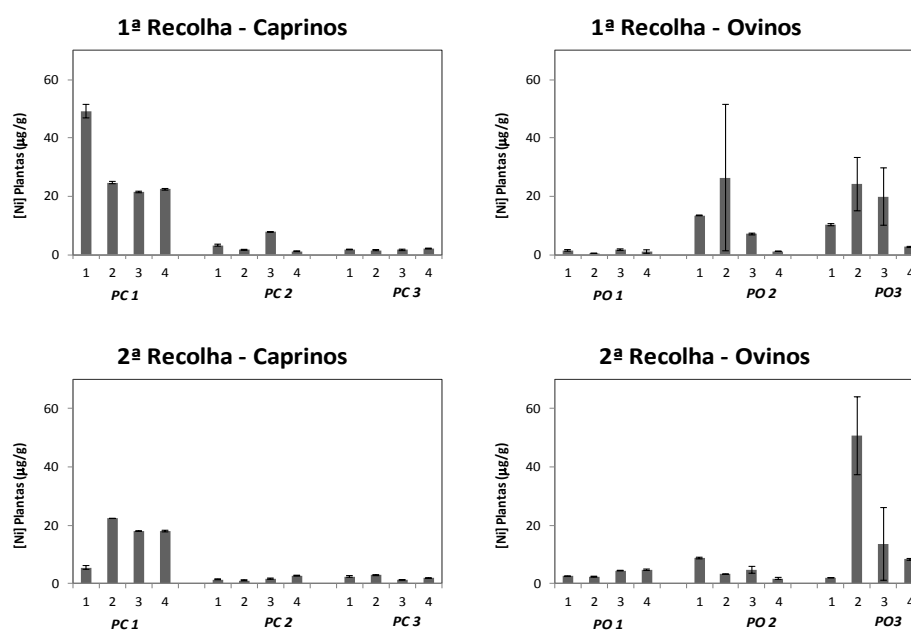 1ª Recolha - Caprinos
[Ni] Plantas (µg/g)
60
40
20
0
1 2 3 4 1 2 3 4 1 2 3 4
PC 1 PC 2 PC 3
1ª Recolha - Ovinos
[Ni] Plantas (µg/g)
60
40
20
0
1 2 3 4 1 2 3 4 1 2 3 4
PO 1 PO 2 PO3
2ª Recolha - Caprinos
[Ni] Plantas (µg/g)
60
40
20
0
1 2 3 4 1 2 3 4 1 2 3 4
PC 1 PC 2 PC 3
2ª Recolha - Ovinos
[Ni] Plantas (µg/g)
60
40
20
0
1 2 3 4 1 2 3 4 1 2 3 4
PO 1 PO 2 PO3